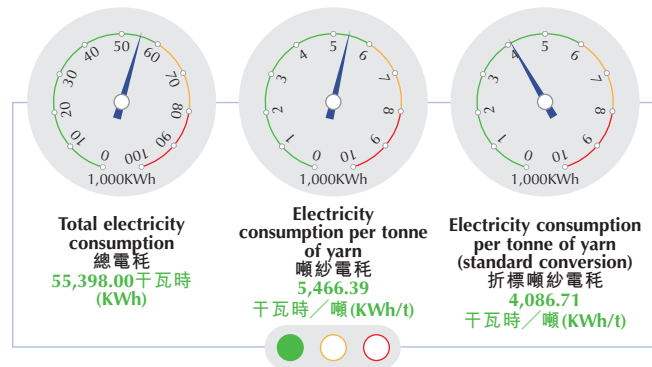 0 10 20 30 40 50 60 70 80 90 100
1,000KWh
Total electricity
consumption
總電耗
55,398.00千瓦時
(KWh)
0 1 2 3 4 5 6 7 8 9 10
1,000KWh
Electricity
consumption per tonne
of yarn
噸紗電耗
5,466.39
千瓦時／噸(KWh/t)
0 1 2 3 4 5 6 7 8 9 10
1,000KWh
Electricity consumption
per tonne of yarn
(standard conversion)
折標噸紗電耗
4,086.71
千瓦時／噸(KWh/t)